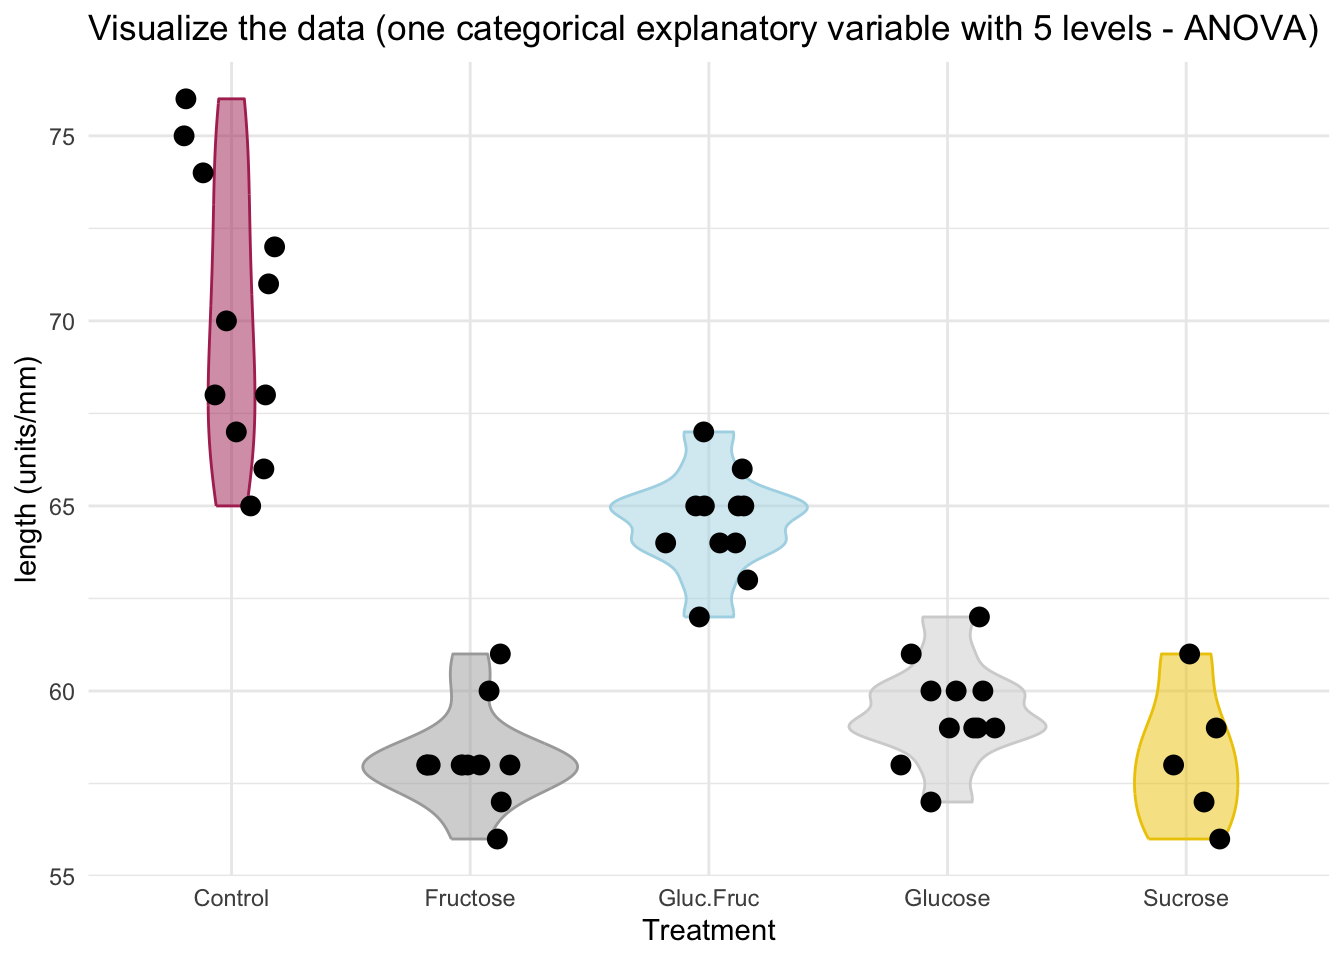 Visualize the data (one categorical explanatory variable with 5 levels - ANOVA)
75
70
65
60
55
length (units/mm)
Control
Fructose
Gluc.Fruc
Glucose
Sucrose
Treatment